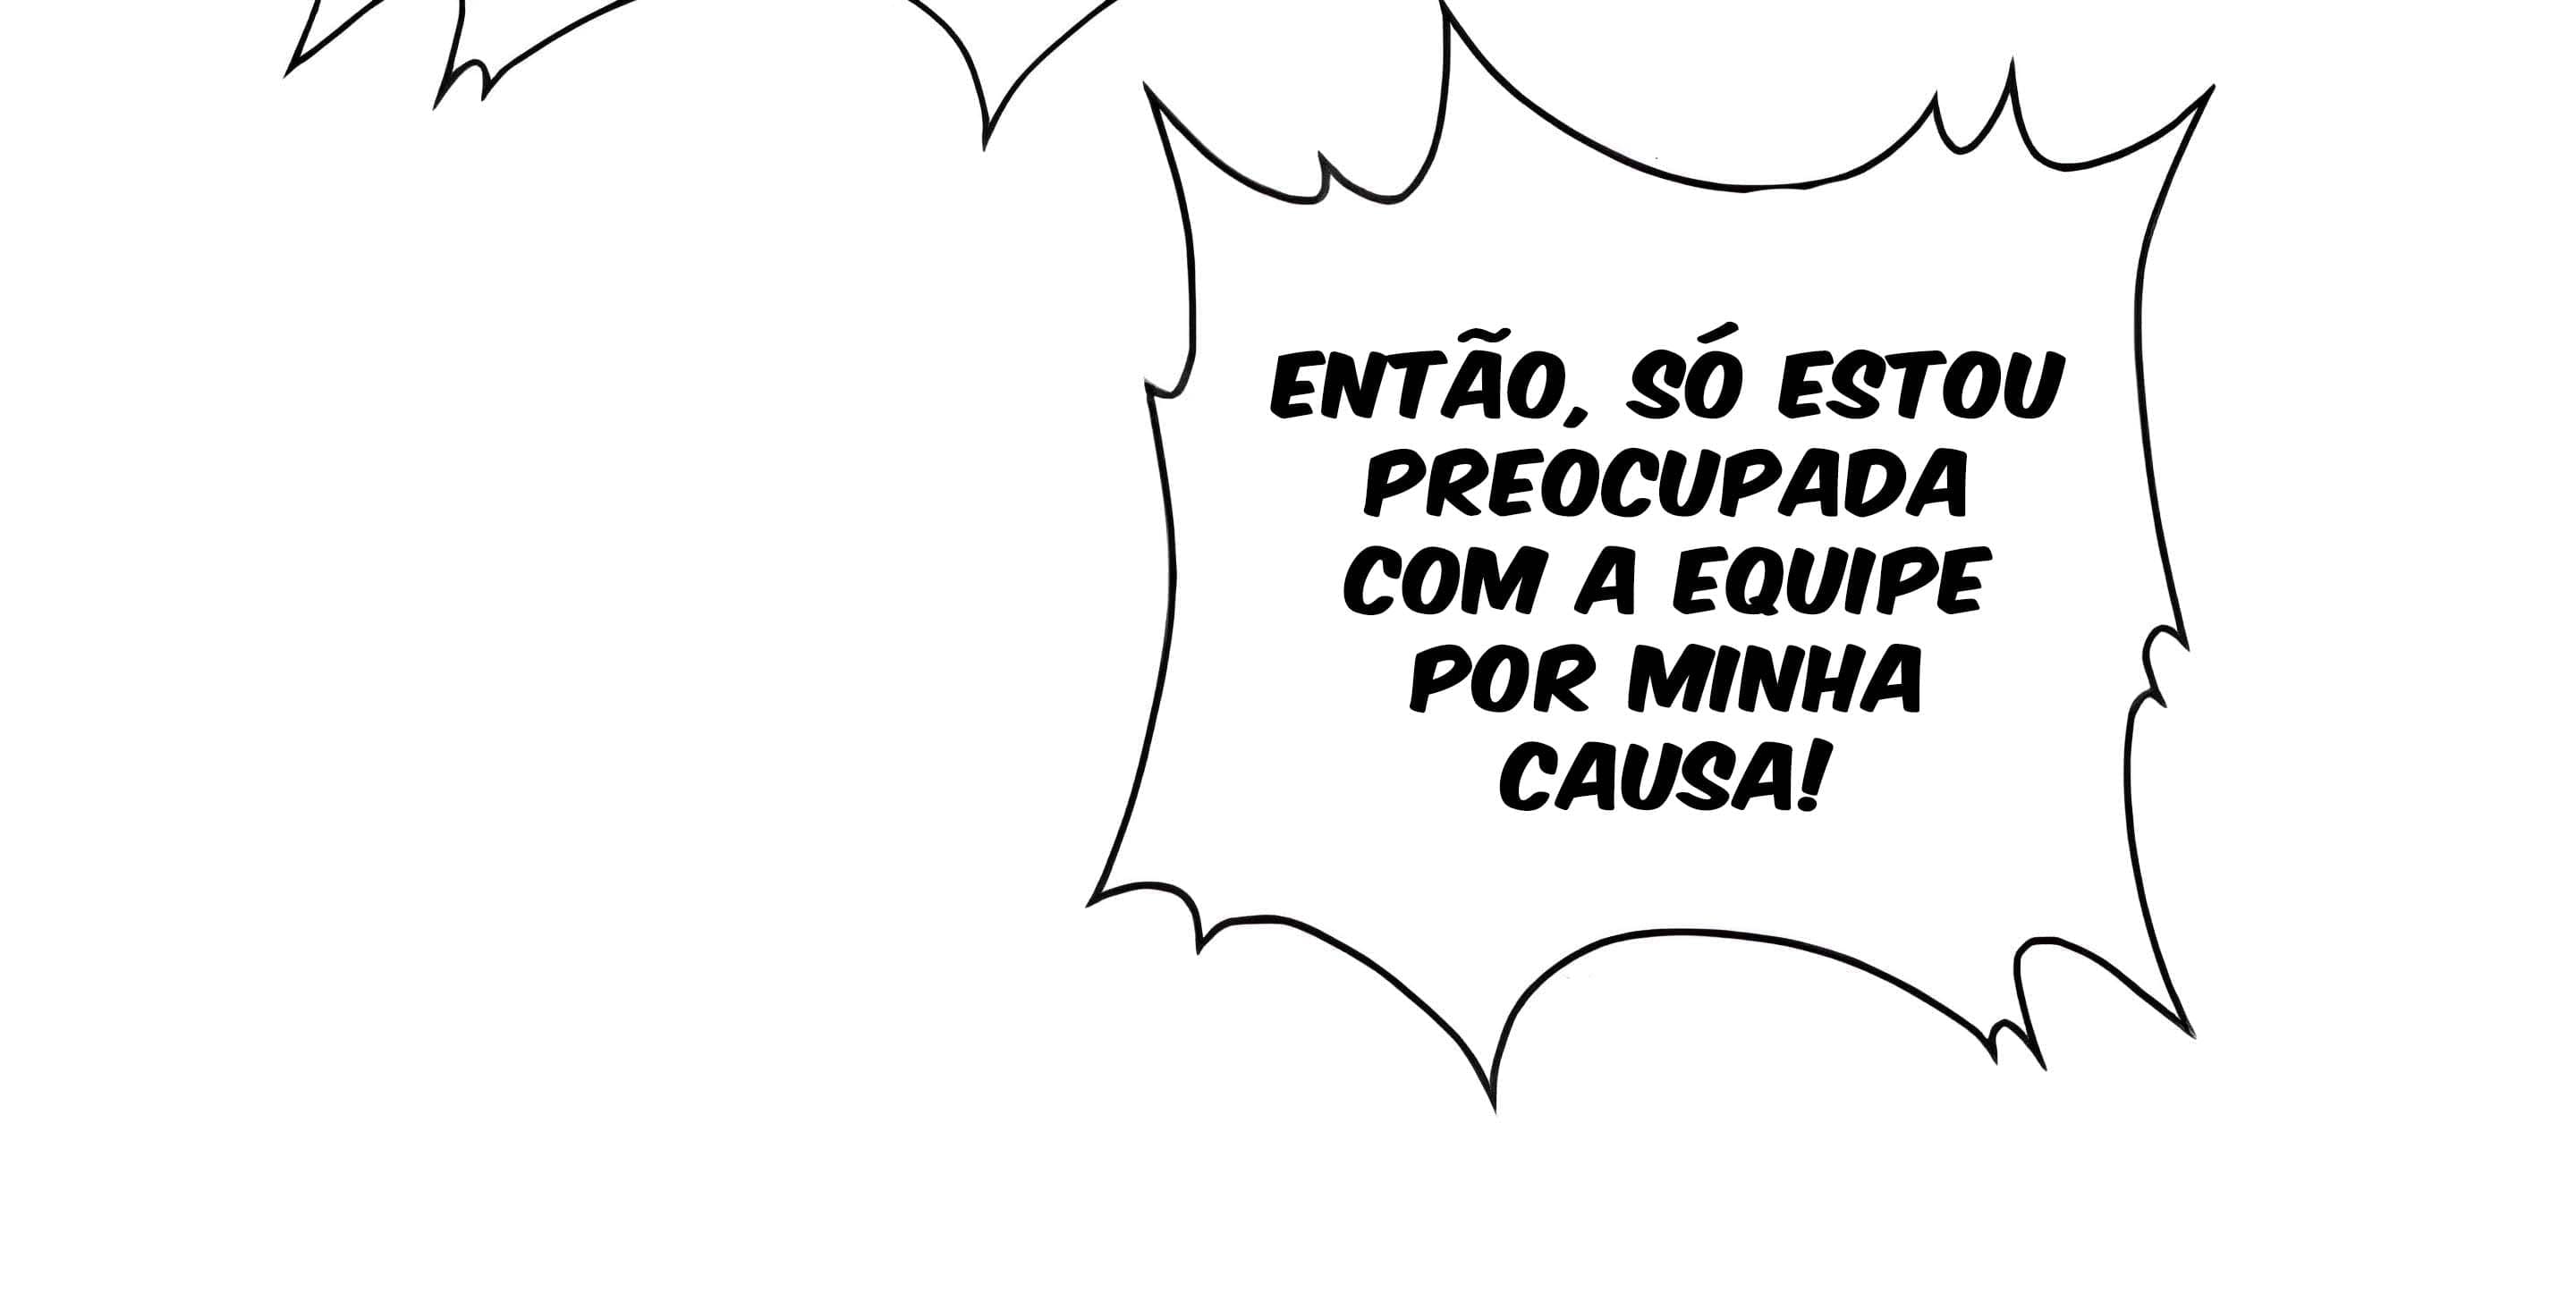 ENTÃO, SÓ ESTOU
PREOCUPADA
COM A EQUIPE
POR MINHA
CAUSA!